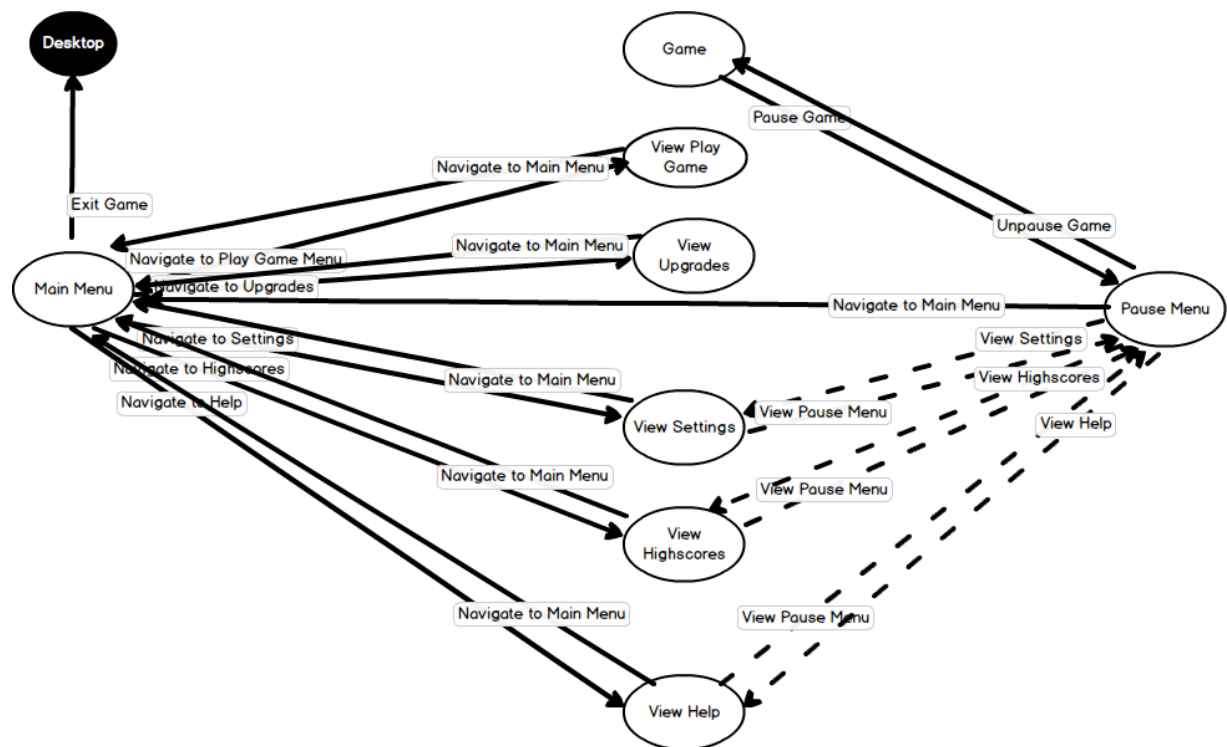 Desktop
Game
Pause Game
View Play
Game
Navigate to Main Menu
Exit Game
Unpause Game
Navigate to Main Menu
View
Upgrades
Navigate to Play Game Menu
Main Menu
Navigate to Upgrades
Navigate to Main Menu
Pause Menu
Navigate to Settings
View Settings
Navigate to Highscores
Navigate to Main Menu
View Highscores
Navigate to Help
View Pause Menu
View Help
View Settings
Navigate to Main Menu
View Pause Menu
View
Highscores
Navigate to Main Menu
View Pause Menu
View Help